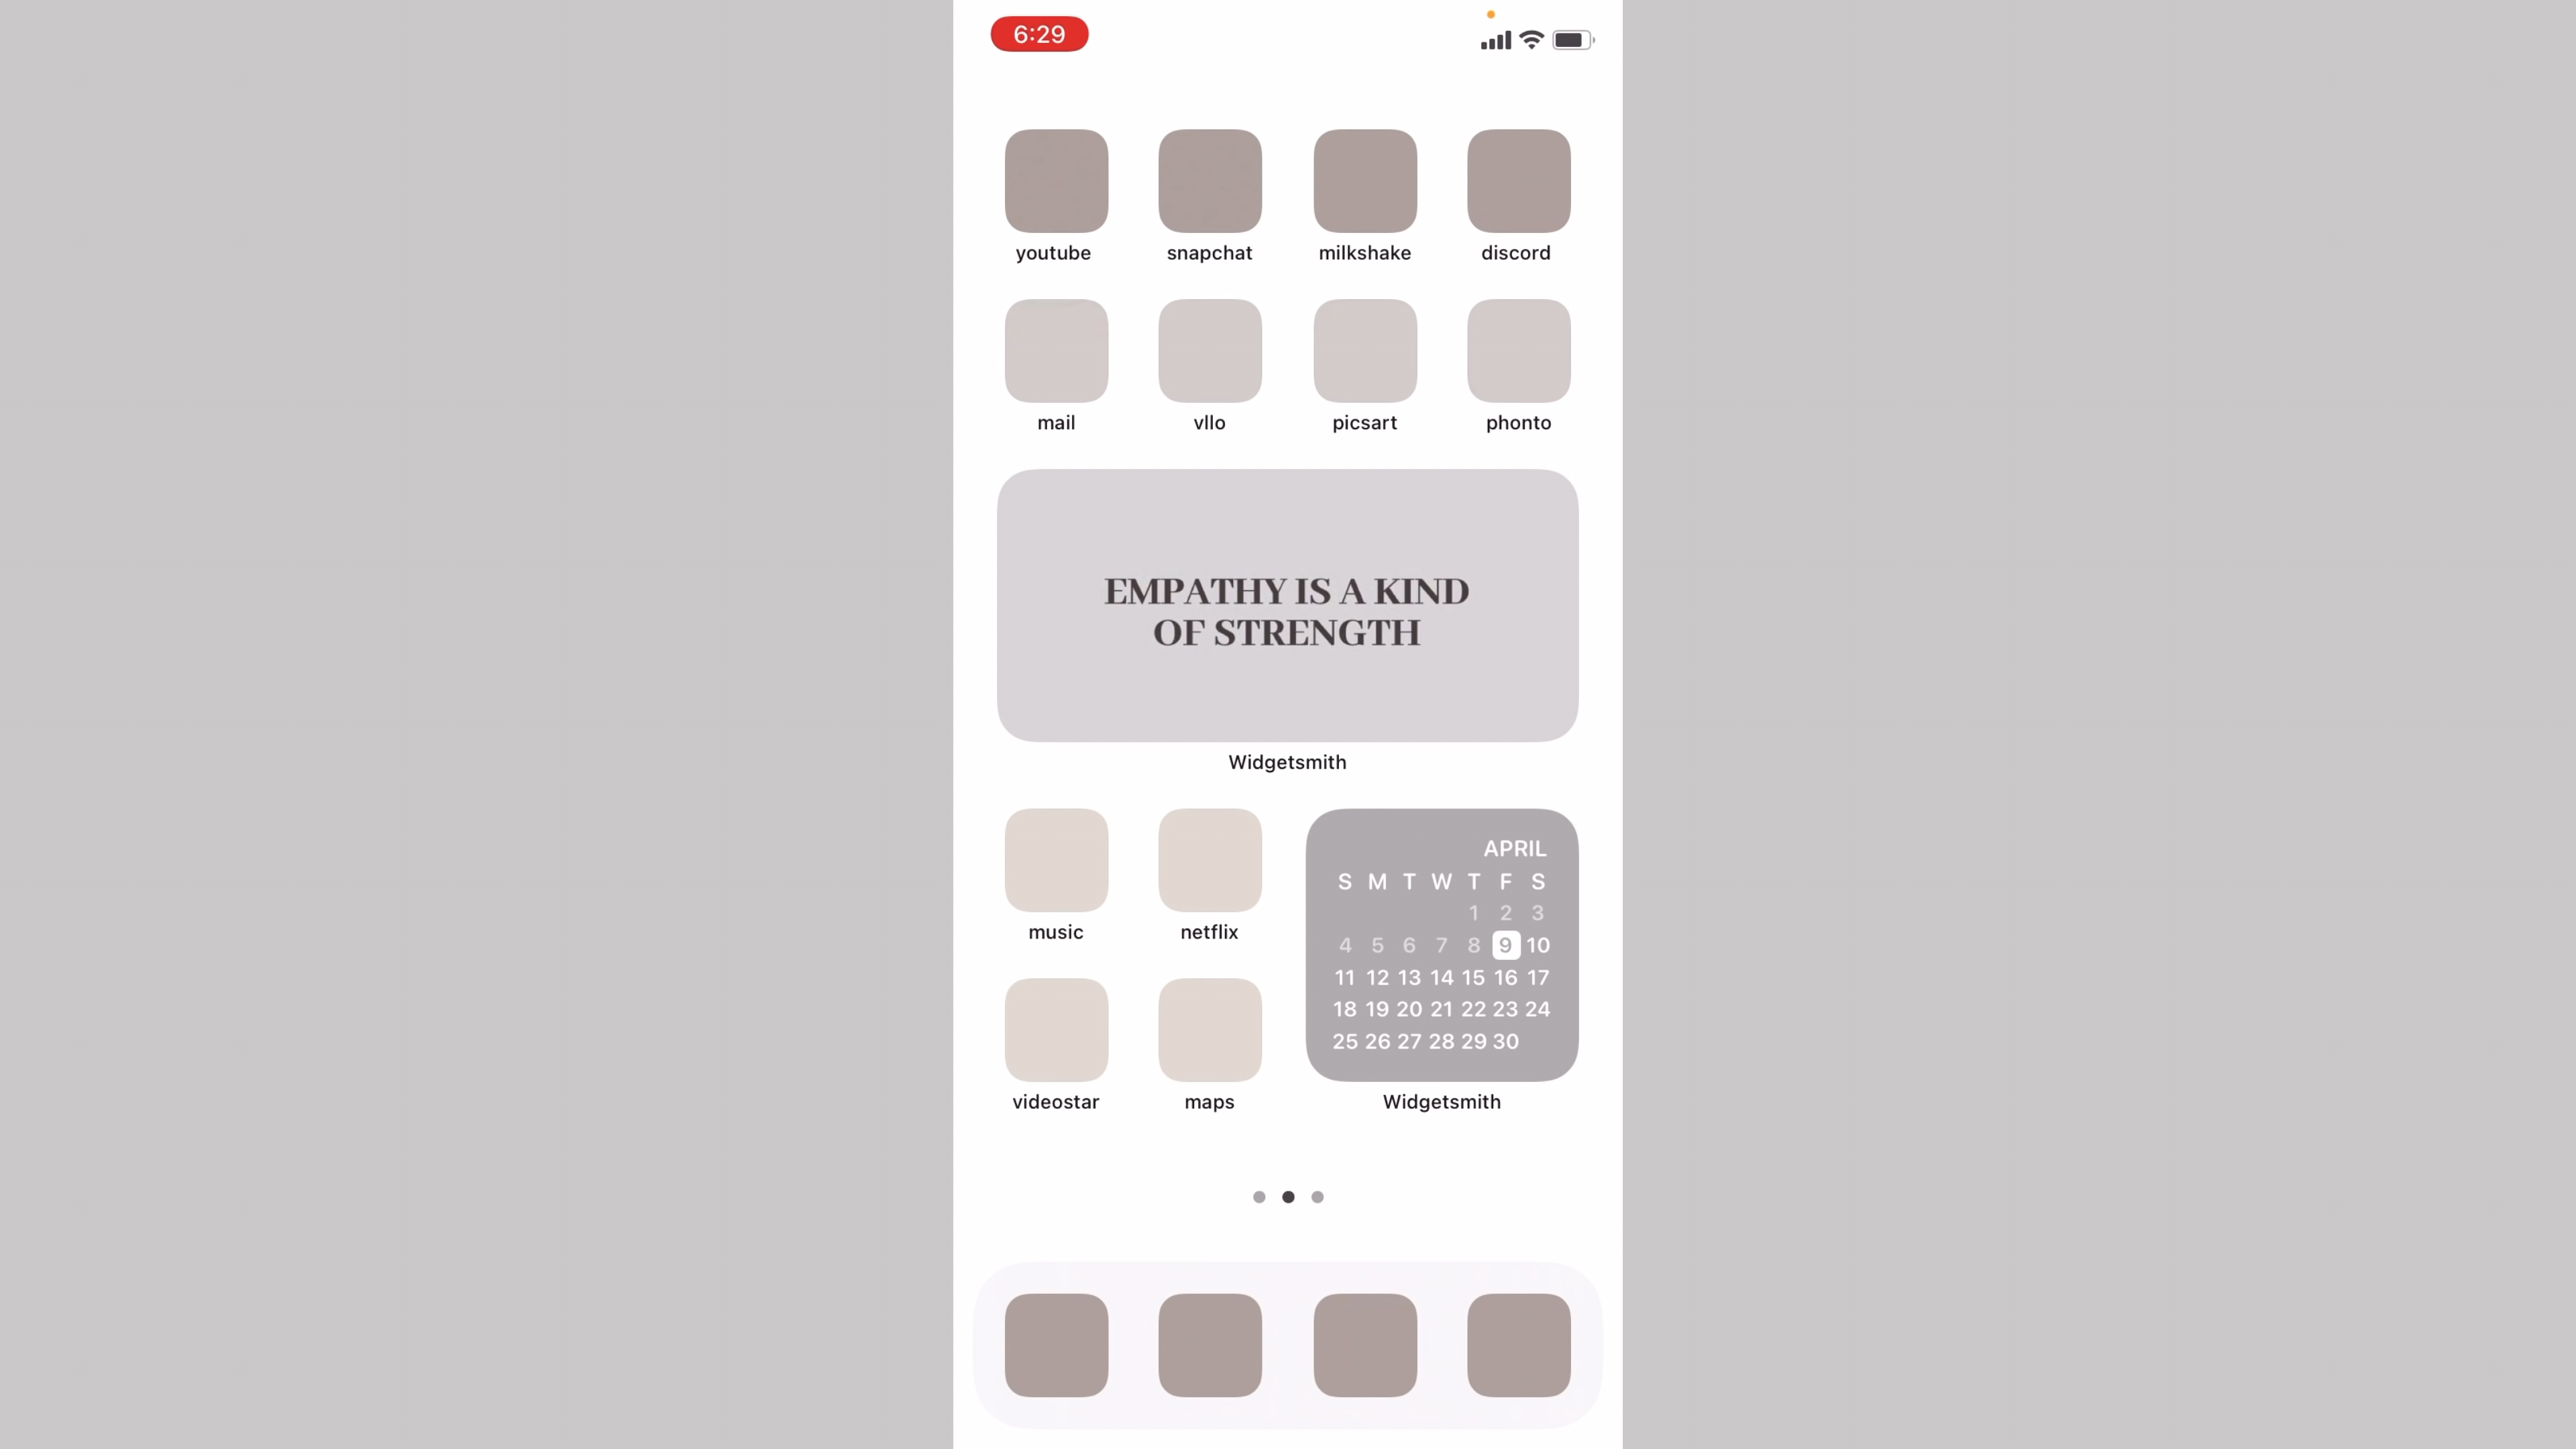 6:29
youtube snapchat milkshake discord
mail vllo picsart phonto
EMPATHY IS A KIND
OF STRENGTH
Widgetsmith
music netflix
videostar maps
APRIL
S M T W T F S
1 2 3
4 5 6 7 8 9 10
11 12 13 14 15 16 17
18 19 20 21 22 23 24
25 26 27 28 29 30
Widgetsmith